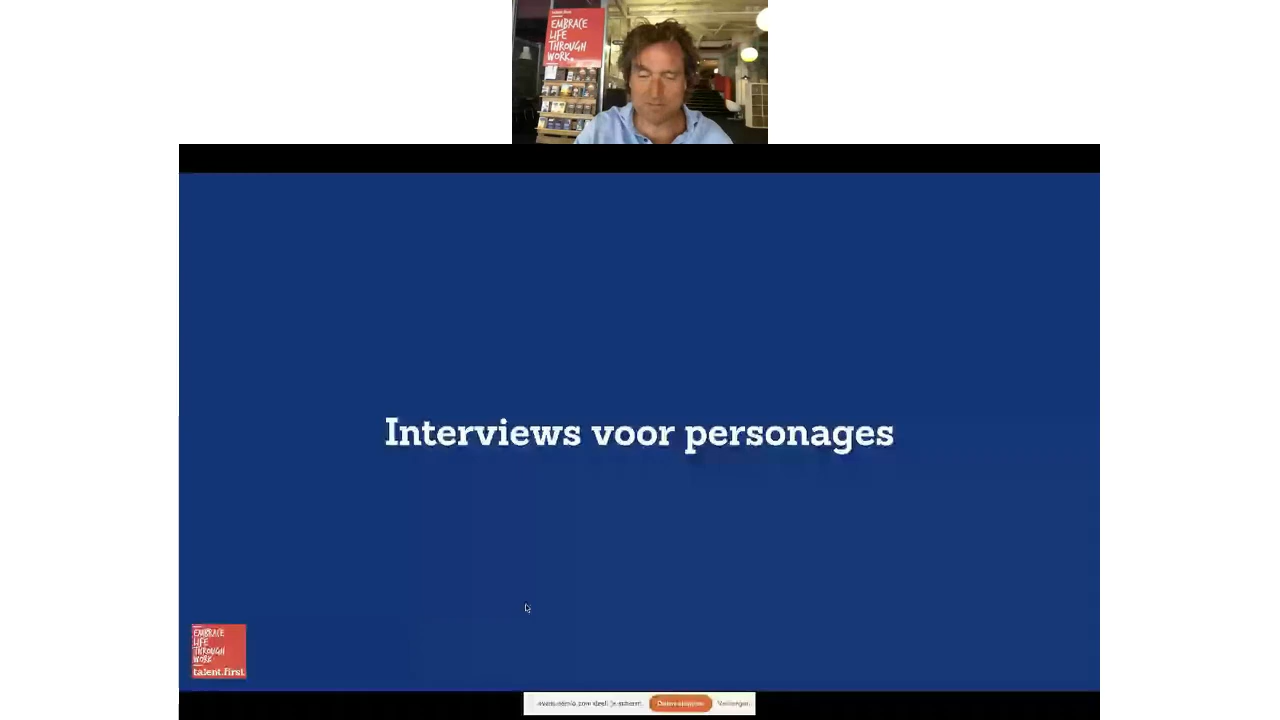 EMBRACE
LIFE
THROUGH
WORK.
Interviews voor personages
EMBRACE
LIFE
THROUGH
WORK
talent.first